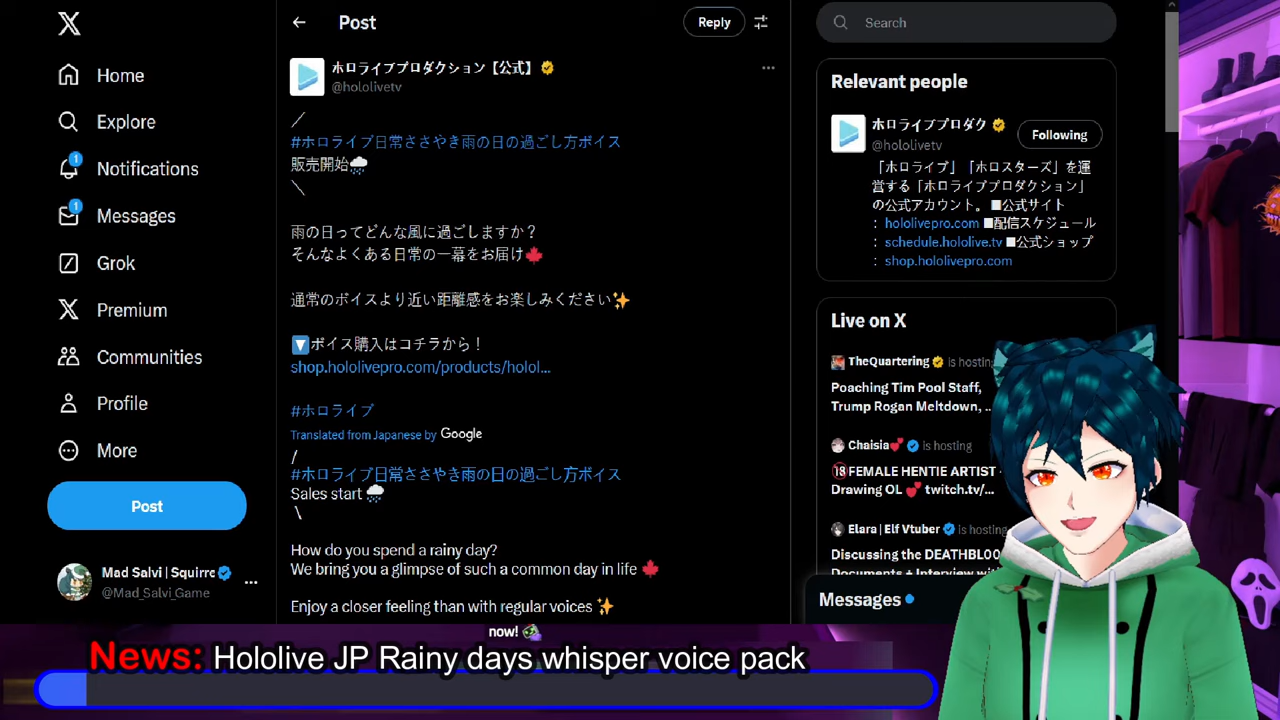 Home
Explore
1
Notifications
1
Messages
Grok
Premium
Communities
Profile
More
Post
Mad Salvi | Squirre
@Mad_Salvi_Game
Post
Reply
ホロライブプロダクション【公式】
@hololivetv
／
#ホロライブ日常ささやき雨の日の過ごし方ボイス
販売開始🌧
＼
雨の日ってどんな風に過ごしますか？
そんなよくある日常の一幕をお届け🍁
通常のボイスより近い距離感をお楽しみください✨
🔽ボイス購入はコチラから！
shop.hololivepro.com/products/holol…
#ホロライブ
Translated from Japanese by Google
/
#ホロライブ日常ささやき雨の日の過ごし方ボイス
Sales start 🌧
\
How do you spend a rainy day?
We bring you a glimpse of such a common day in life 🍁
Enjoy a closer feeling than with regular voices ✨
Search
Relevant people
ホロライブプロダク
@hololivetv
Following
「ホロライブ」「ホロスターズ」を運
営する「ホロライブプロダクション」
の公式アカウント。 ■公式サイト
： hololivepro.com ■配信スケジュール
： schedule.hololive.tv ■公式ショップ
： shop.hololivepro.com
Live on X
TheQuartering is hosting
Poaching Tim Pool Staff,
Trump Rogan Meltdown, ...
Chaisia💕 is hosting
🔞FEMALE HENTIE ARTIST -
Drawing OL 💕 twitch.tv/...
Elara | Elf Vtuber is hosting
Discussing the DEATHBL00
Documents + Interview with
Messages
now!
News: Hololive JP Rainy days whisper voice pack